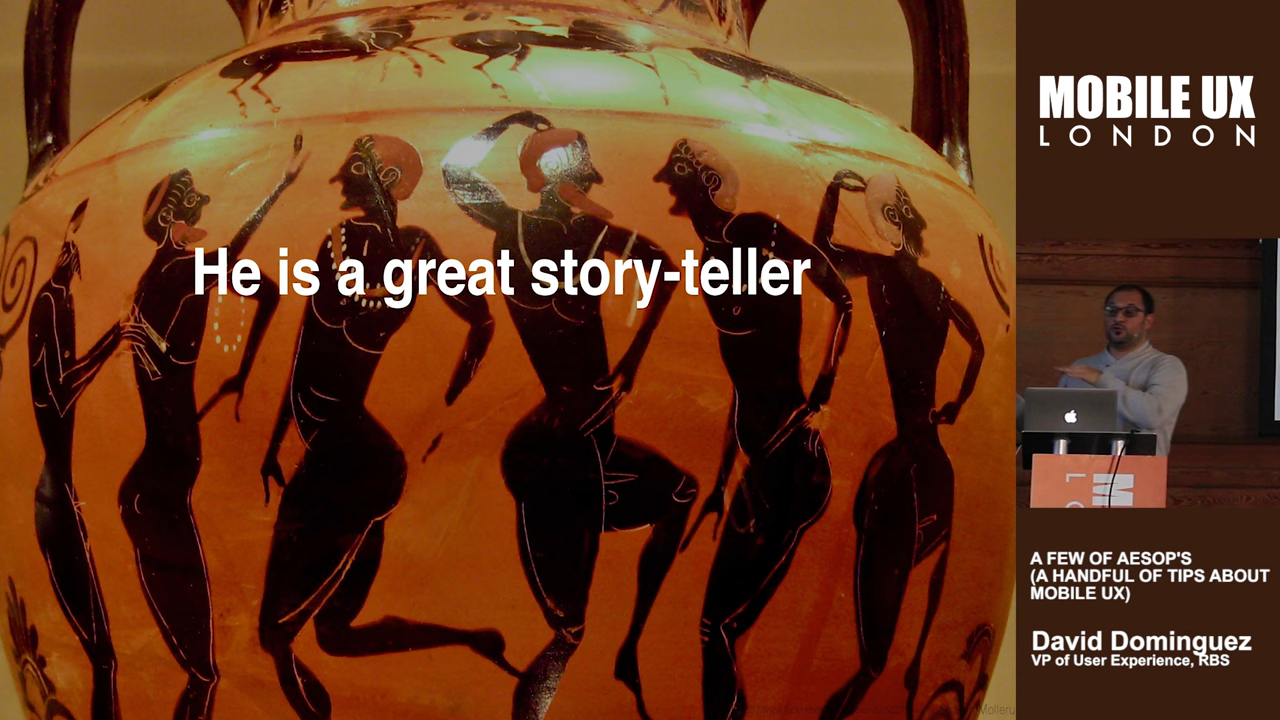 He is a great story-teller
MOBILE UX
LONDON
A FEW OF AESOP'S
(A HANDFUL OF TIPS ABOUT
MOBILE UX)
David Dominguez
VP of User Experience, RBS